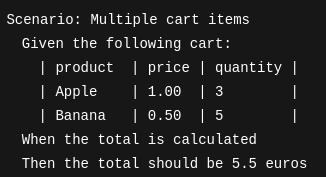 Scenario: Multiple cart items
  Given the following cart:
    | product  | price | quantity |
    | Apple    | 1.00  | 3        |
    | Banana   | 0.50  | 5        |
  When the total is calculated
  Then the total should be 5.5 euros